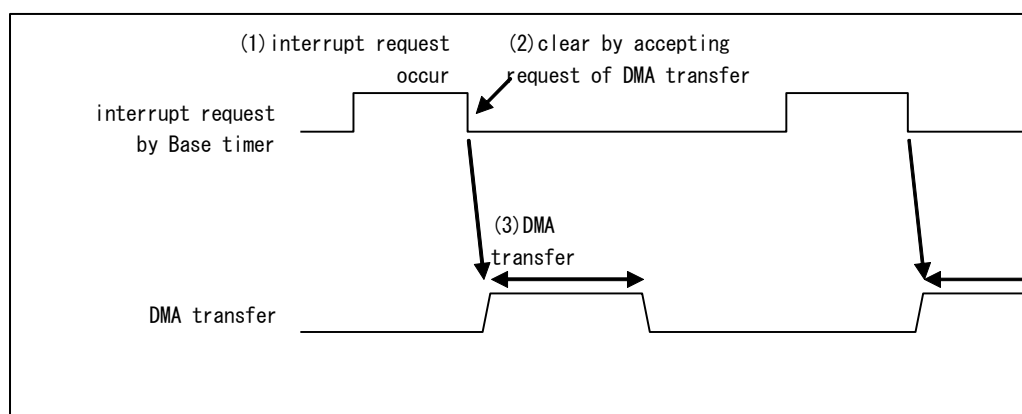 (1)interrupt request
occur
(2)clear by accepting
request of DMA transfer
interrupt request
by Base timer
(3)DMA
transfer
DMA transfer